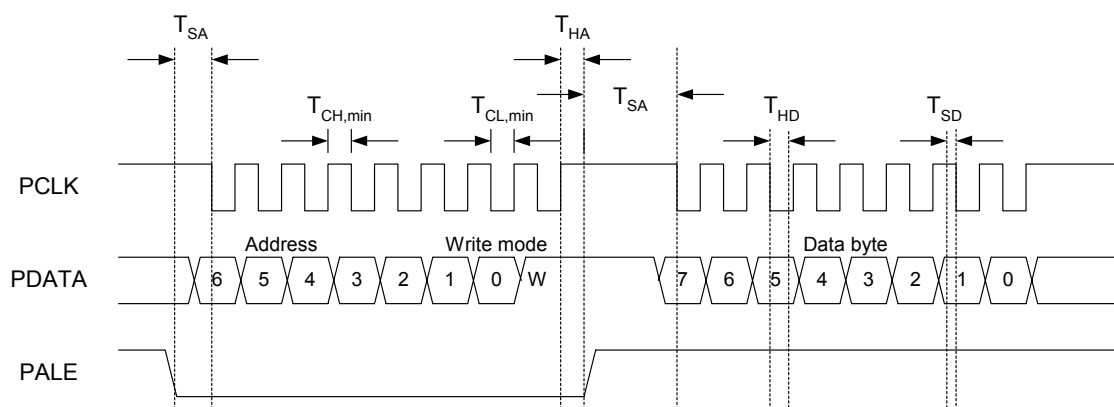 T_SA T_HA
T_SA
T_CH,min T_CL,min T_HD T_SD
PCLK
Address Write mode Data byte
PDATA 6 5 4 3 2 1 0 W 7 6 5 4 3 2 1 0
PALE